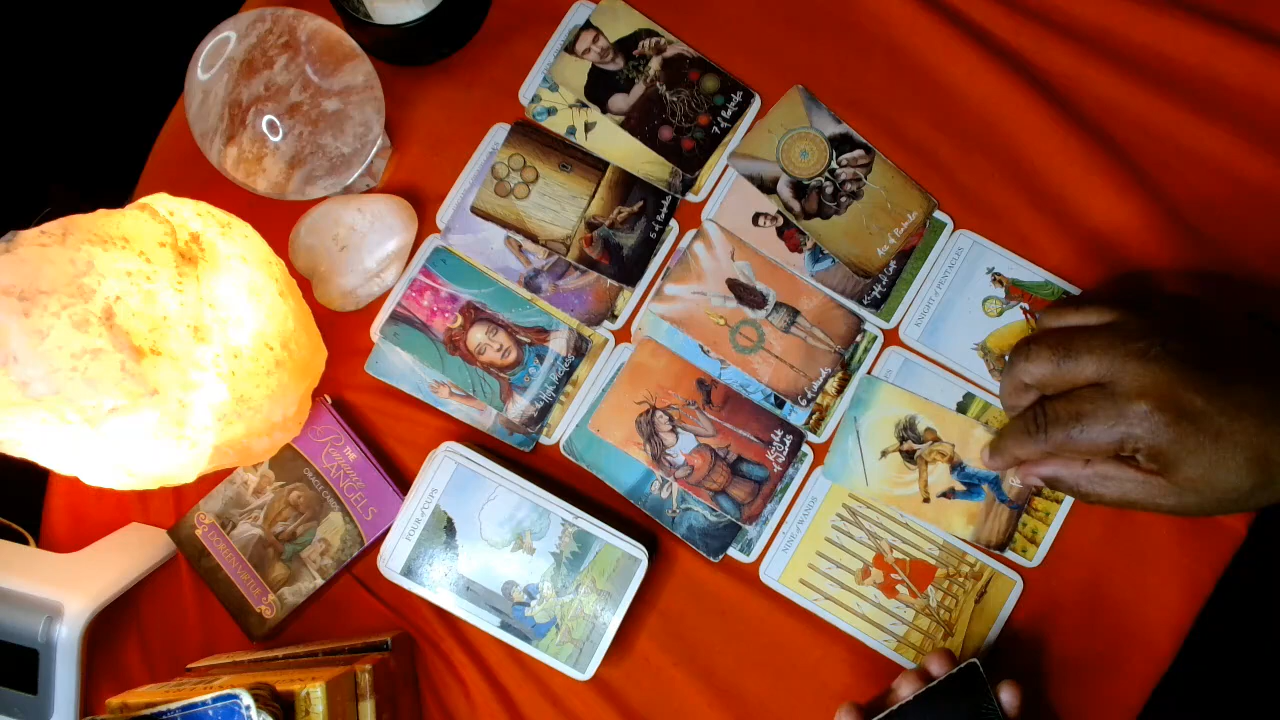 7 of Pentacles
5 of Pentacles
Ace of Pentacles
Knight of Cups
KNIGHT of PENTACLES
The High Priestess
6 of Wands
Knight
of Wands
NINE of WANDS
FOUR of CUPS
THE
Romance
ANGELS
ORACLE CARDS
DOREEN VIRTUE